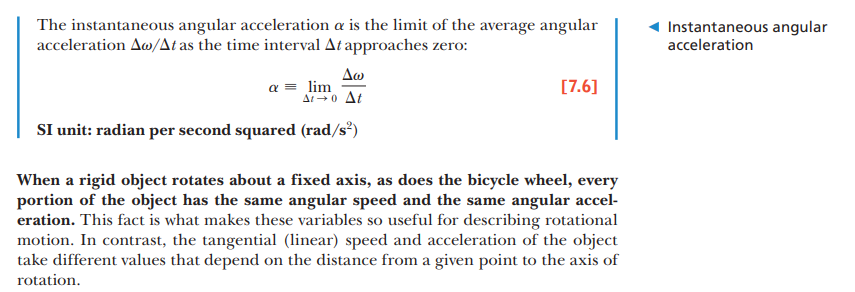 The instantaneous angular acceleration α is the limit of the average angular
acceleration Δω/Δt as the time interval Δt approaches zero:
α ≡ lim Δt→0 Δω/Δt [7.6]
SI unit: radian per second squared (rad/s²)
◀ Instantaneous angular
acceleration
When a rigid object rotates about a fixed axis, as does the bicycle wheel, every
portion of the object has the same angular speed and the same angular accel-
eration. This fact is what makes these variables so useful for describing rotational
motion. In contrast, the tangential (linear) speed and acceleration of the object
take different values that depend on the distance from a given point to the axis of
rotation.